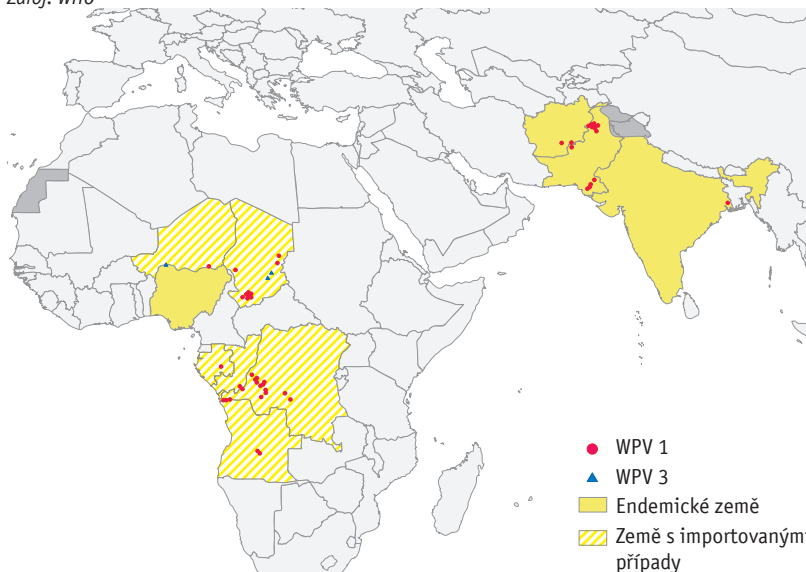 Zdroj: WHO
WPV 1
WPV 3
Endemické země
Země s importovanými
případy